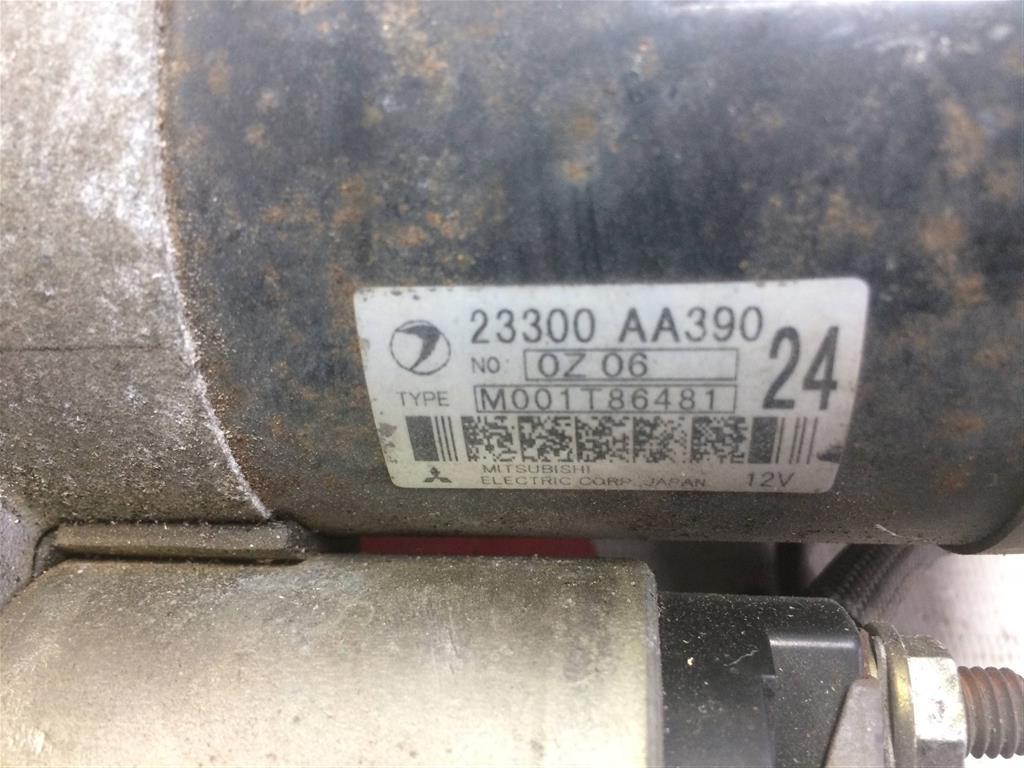 23300 AA390
NO 0Z 06
24
TYPE M001T86481
MITSUBISHI
ELECTRIC CORP. JAPAN 12V